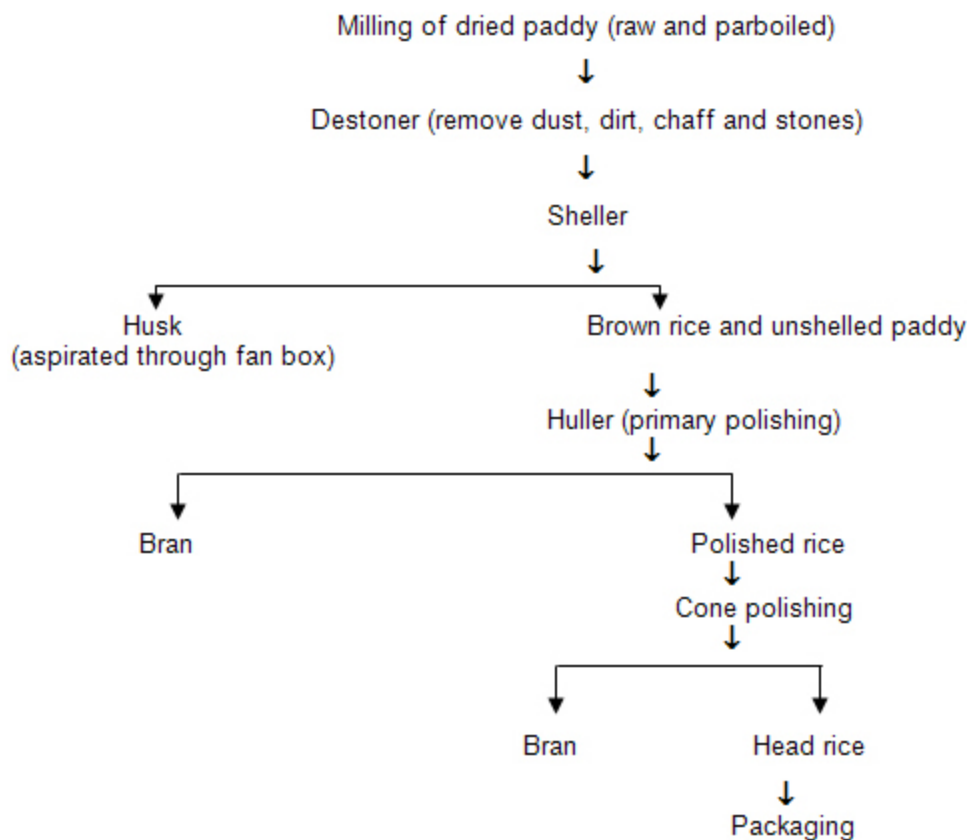 Milling of dried paddy (raw and parboiled)
Destoner (remove dust, dirt, chaff and stones)
Sheller
Husk
(aspirated through fan box)
Brown rice and unshelled paddy
Huller (primary polishing)
Bran
Polished rice
Cone polishing
Bran
Head rice
Packaging